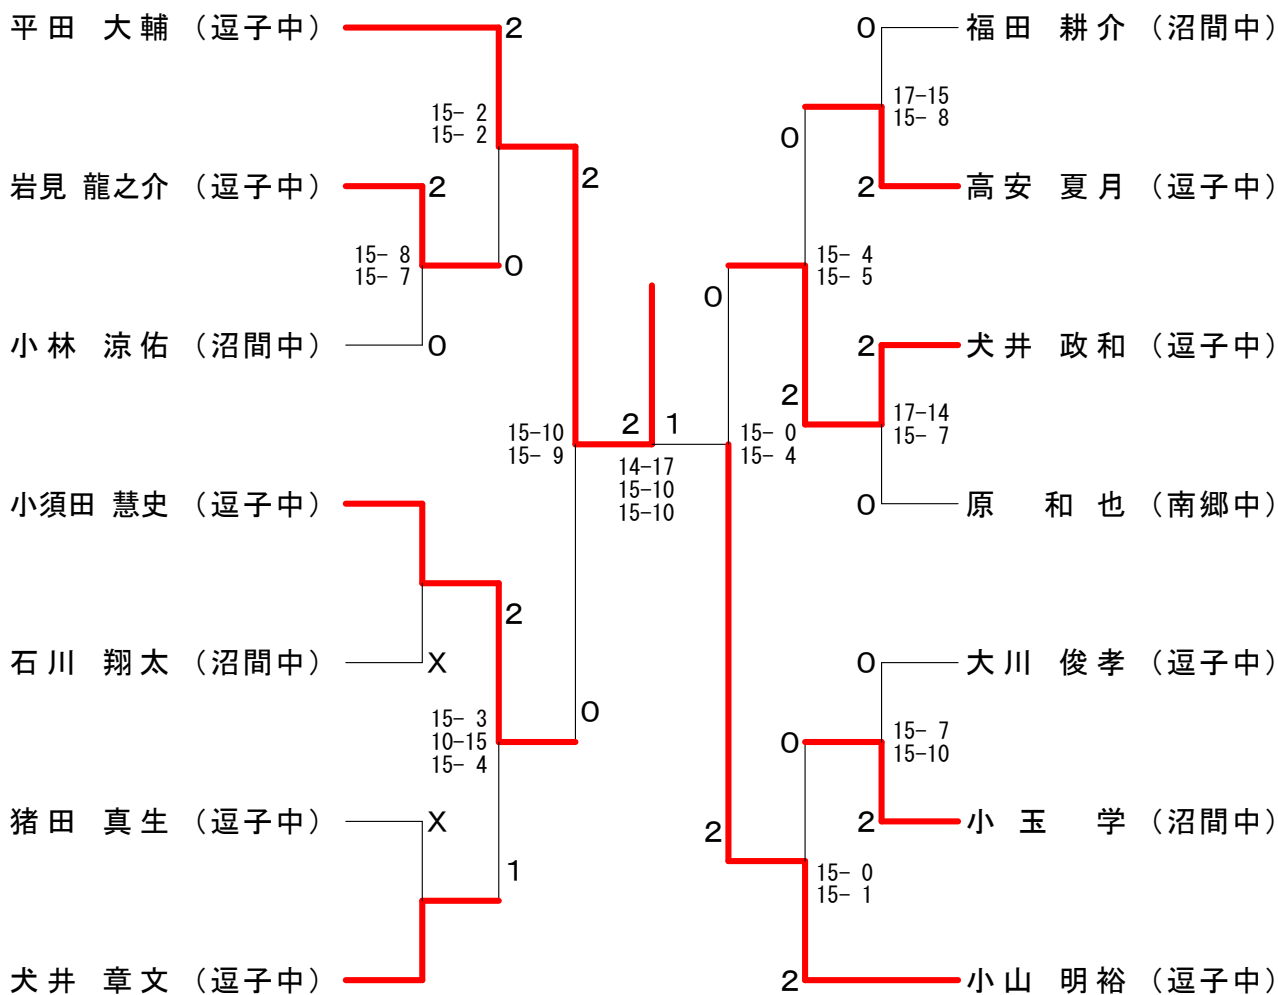 平田 大輔 （逗子中） 2
15- 2
15- 2
岩見 龍之介 （逗子中） 2
2
15- 8
15- 7
0
小林 涼佑 （沼間中） 0
15-10
15- 9
2 1
14-17
15-10
15-10
小須田 慧史 （逗子中）
2
石川 翔太 （沼間中） X
15- 3
10-15
15- 4
0
猪田 真生 （逗子中） X
1
犬井 章文 （逗子中）
0 福田 耕介 （沼間中）
17-15
15- 8
0
2 高安 夏月 （逗子中）
15- 4
15- 5
0
2 犬井 政和 （逗子中）
2
17-14
15- 7
15- 0
15- 4
0 原 和也 （南郷中）
0 大川 俊孝 （逗子中）
15- 7
15-10
0
2 小玉 学 （沼間中）
2
15- 0
15- 1
2 小山 明裕 （逗子中）